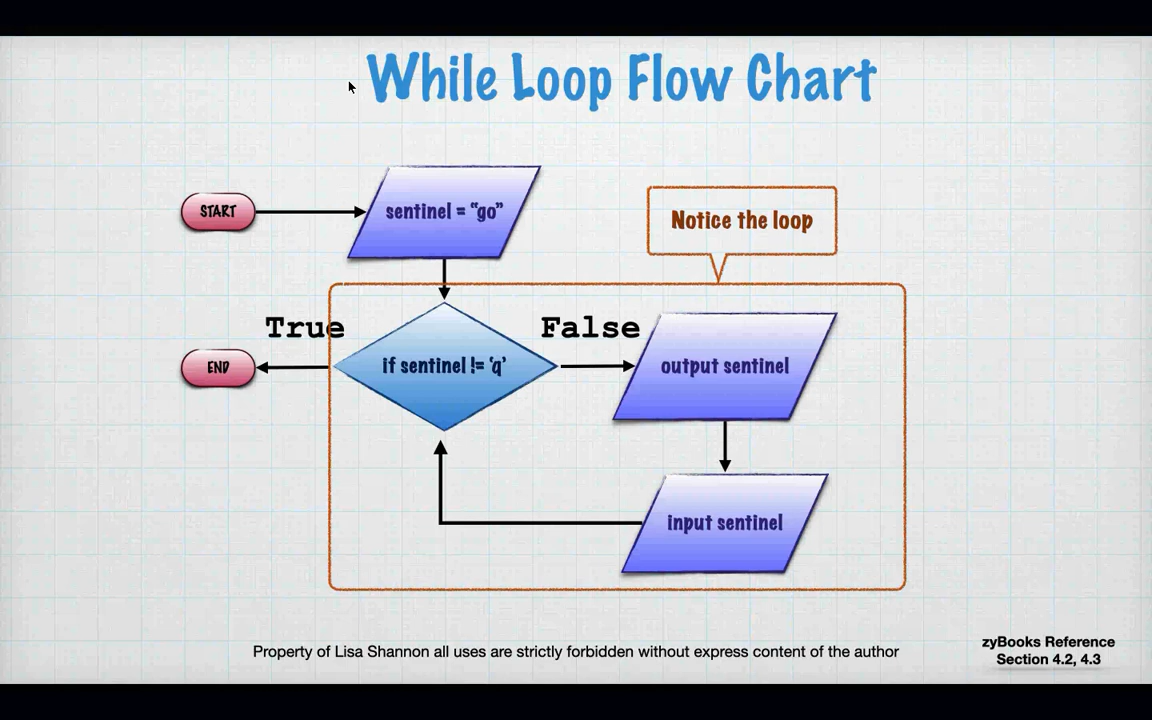 While Loop Flow Chart
START
sentinel = “go”
Notice the loop
True
False
END
if sentinel != ‘q’
output sentinel
input sentinel
Property of Lisa Shannon all uses are strictly forbidden without express content of the author
zyBooks Reference
Section 4.2, 4.3